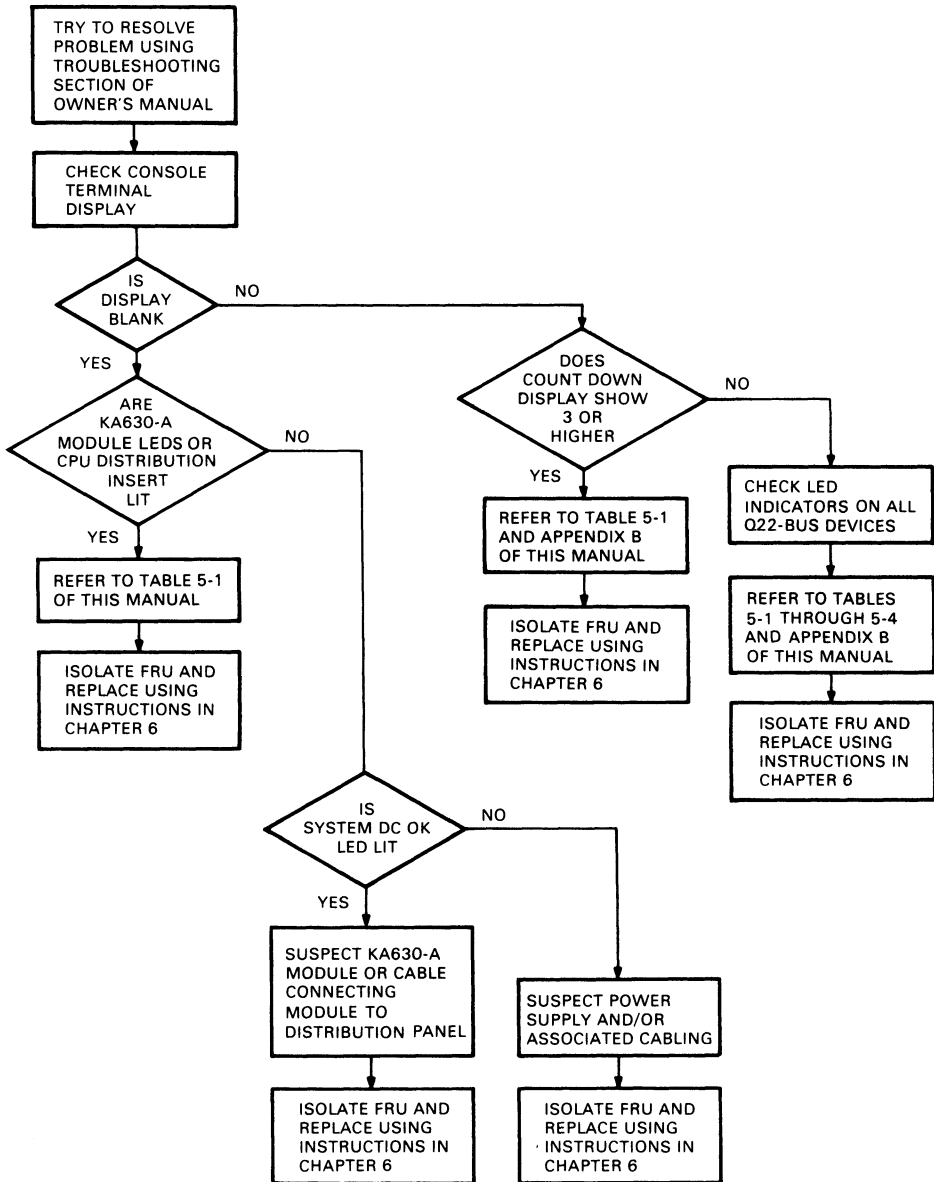 TRY TO RESOLVE
PROBLEM USING
TROUBLESHOOTING
SECTION OF
OWNER'S MANUAL
CHECK CONSOLE
TERMINAL
DISPLAY
IS
DISPLAY
BLANK
NO
YES
ARE
KA630-A
MODULE LEDS OR
CPU DISTRIBUTION
INSERT
LIT
NO
YES
REFER TO TABLE 5-1
OF THIS MANUAL
ISOLATE FRU AND
REPLACE USING
INSTRUCTIONS IN
CHAPTER 6
DOES
COUNT DOWN
DISPLAY SHOW
3 OR
HIGHER
NO
YES
REFER TO TABLE 5-1
AND APPENDIX B
OF THIS MANUAL
ISOLATE FRU AND
REPLACE USING
INSTRUCTIONS IN
CHAPTER 6
CHECK LED
INDICATORS ON ALL
Q22-BUS DEVICES
REFER TO TABLES
5-1 THROUGH 5-4
AND APPENDIX B
OF THIS MANUAL
ISOLATE FRU AND
REPLACE USING
INSTRUCTIONS IN
CHAPTER 6
IS
SYSTEM DC OK
LED LIT
NO
YES
SUSPECT KA630-A
MODULE OR CABLE
CONNECTING
MODULE TO
DISTRIBUTION PANEL
ISOLATE FRU AND
REPLACE USING
INSTRUCTIONS IN
CHAPTER 6
SUSPECT POWER
SUPPLY AND/OR
ASSOCIATED CABLING
ISOLATE FRU AND
REPLACE USING
INSTRUCTIONS IN
CHAPTER 6